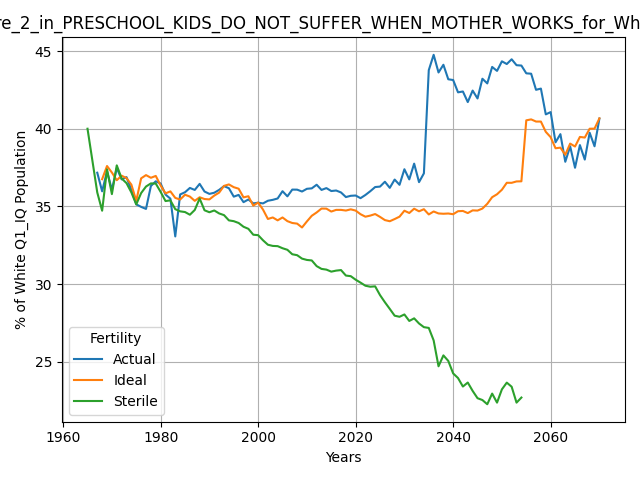 re_2_in_PRESCHOOL_KIDS_DO_NOT_SUFFER_WHEN_MOTHER_WORKS_for_Wh
% of White Q1_IQ Population
45
40
35
30
25
Fertility
Actual
Ideal
Sterile
1960 1980 2000 2020 2040 2060
Years